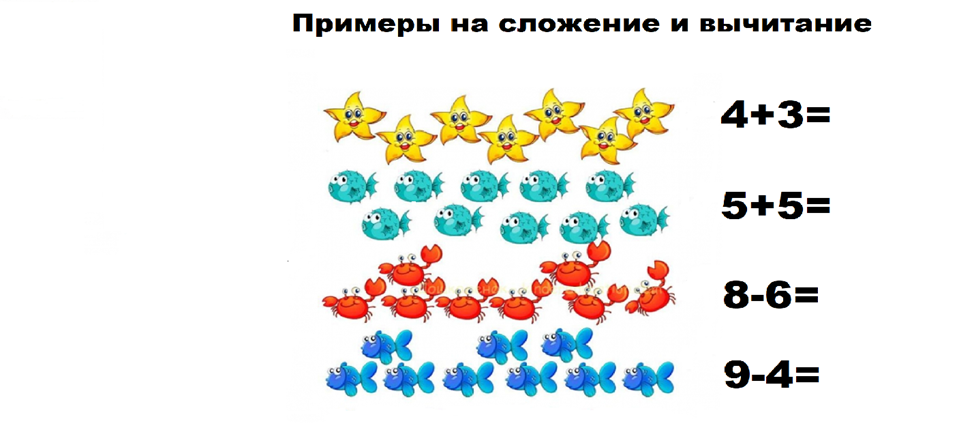 Примеры на сложение и вычитание
4+3=
5+5=
8-6=
9-4=